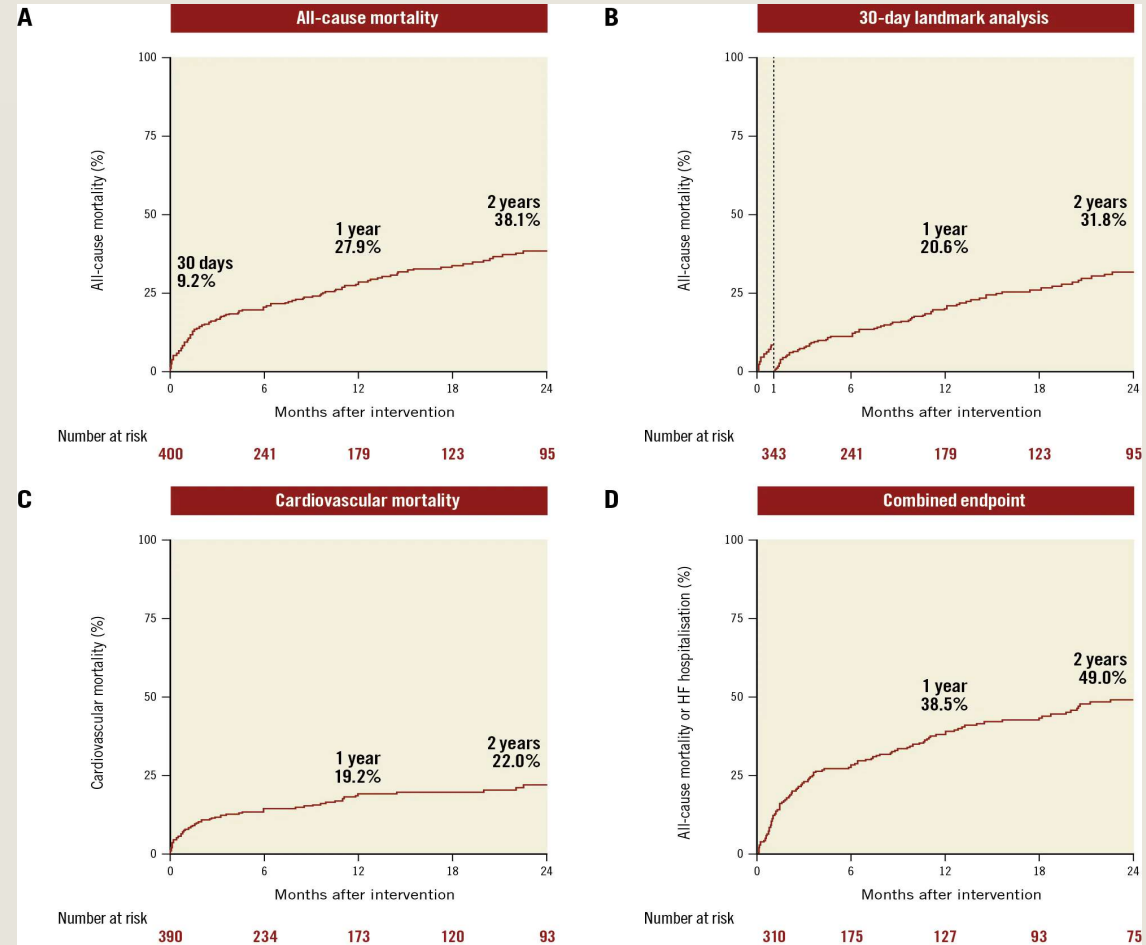 A
All-cause mortality
100
75
50
25
0
All-cause mortality (%)
30 days
9.2%
1 year
27.9%
2 years
38.1%
0 6 12 18 24
Months after intervention
Number at risk
400 241 179 123 95
B
30-day landmark analysis
100
75
50
25
0
All-cause mortality (%)
1 year
20.6%
2 years
31.8%
0 1 6 12 18 24
Months after intervention
Number at risk
343 241 179 123 95
C
Cardiovascular mortality
100
75
50
25
0
Cardiovascular mortality (%)
1 year
19.2%
2 years
22.0%
0 6 12 18 24
Months after intervention
Number at risk
390 234 173 120 93
D
Combined endpoint
100
75
50
25
0
All-cause mortality or HF hospitalisation (%)
1 year
38.5%
2 years
49.0%
0 6 12 18 24
Months after intervention
Number at risk
310 175 127 93 75